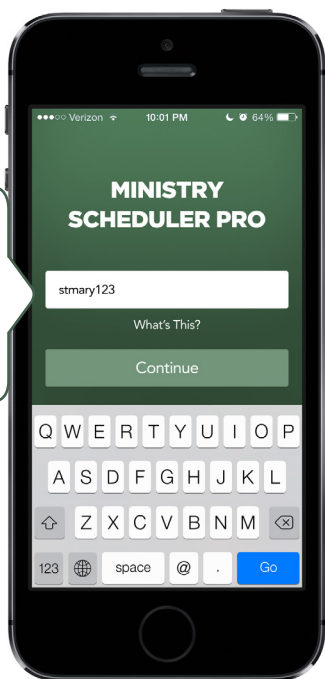 Verizon 10:01 PM 64%
MINISTRY
SCHEDULER PRO
stmary123
What's This?
Continue
Q W E R T Y U I O P
A S D F G H J K L
Z X C V B N M
123 space @ . Go